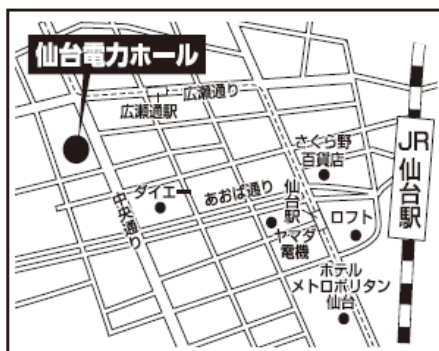 仙台電力ホール
広瀬通り
広瀬通駅
さくら野
百貨店
JR
仙台駅
ダイエー
あおば通り
仙台駅
中央通り
ヤマダ
電機
ロフト
ホテル
メトロポリタン
仙台